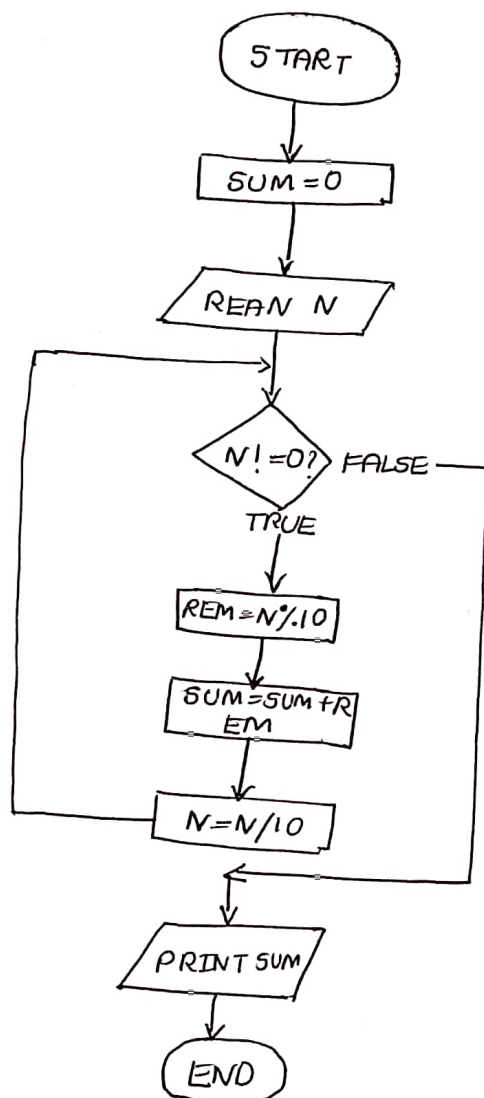 START
SUM=0
REAN N
N!=0?
FALSE
TRUE
REM=N%10
SUM=SUM+R
EM
N=N/10
PRINT SUM
END